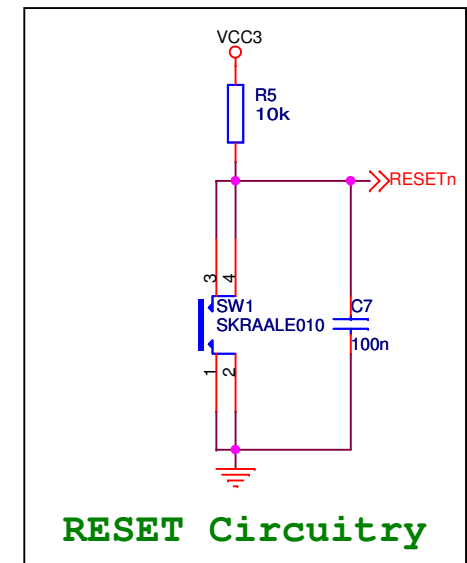 VCC3
R5
10k
RESETn
3 4
SW1
SKRAALE010
C7
100n
1 2
RESET Circuitry